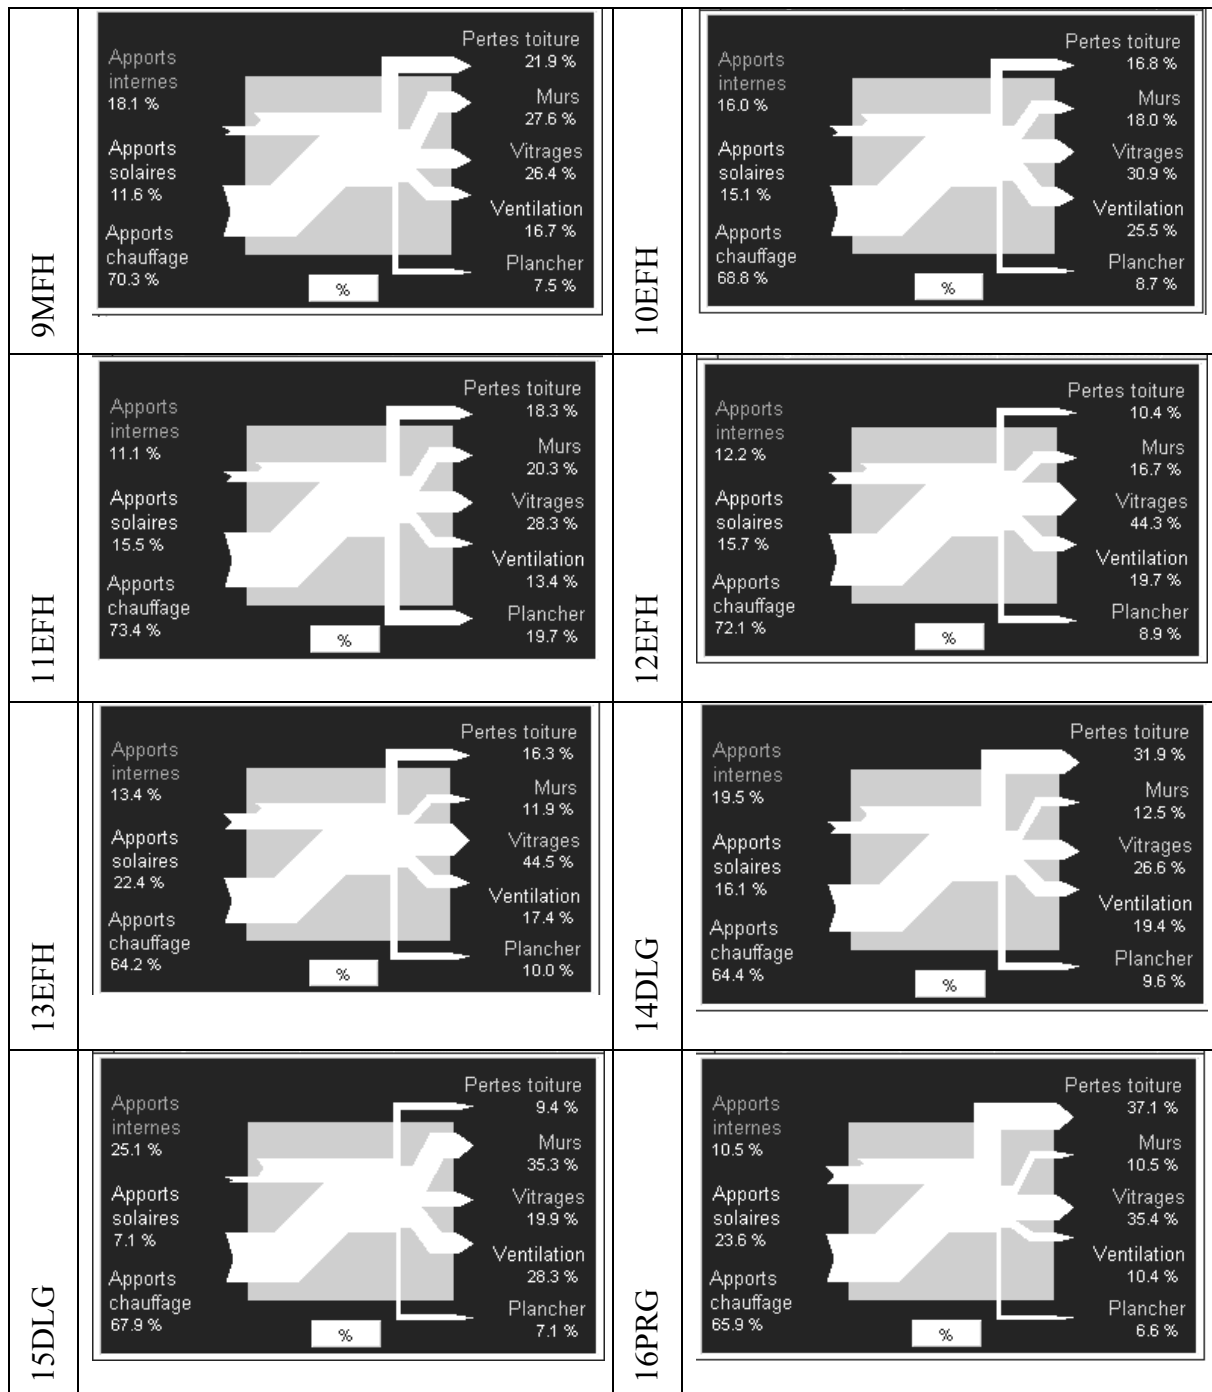 9MFH
Apports
internes
18.1 %
Apports
solaires
11.6 %
Apports
chauffage
70.3 %
Pertes toiture
21.9 %
Murs
27.6 %
Vitrages
26.4 %
Ventilation
16.7 %
Plancher
7.5 %
%
10EFH
Apports
internes
16.0 %
Apports
solaires
15.1 %
Apports
chauffage
68.8 %
Pertes toiture
16.8 %
Murs
18.0 %
Vitrages
30.9 %
Ventilation
25.5 %
Plancher
8.7 %
%
11EFH
Apports
internes
11.1 %
Apports
solaires
15.5 %
Apports
chauffage
73.4 %
Pertes toiture
18.3 %
Murs
20.3 %
Vitrages
28.3 %
Ventilation
13.4 %
Plancher
19.7 %
%
12EFH
Apports
internes
12.2 %
Apports
solaires
15.7 %
Apports
chauffage
72.1 %
Pertes toiture
10.4 %
Murs
16.7 %
Vitrages
44.3 %
Ventilation
19.7 %
Plancher
8.9 %
%
13EFH
Apports
internes
13.4 %
Apports
solaires
22.4 %
Apports
chauffage
64.2 %
Pertes toiture
16.3 %
Murs
11.9 %
Vitrages
44.5 %
Ventilation
17.4 %
Plancher
10.0 %
%
14DLG
Apports
internes
19.5 %
Apports
solaires
16.1 %
Apports
chauffage
64.4 %
Pertes toiture
31.9 %
Murs
12.5 %
Vitrages
26.6 %
Ventilation
19.4 %
Plancher
9.6 %
%
15DLG
Apports
internes
25.1 %
Apports
solaires
7.1 %
Apports
chauffage
67.9 %
Pertes toiture
9.4 %
Murs
35.3 %
Vitrages
19.9 %
Ventilation
28.3 %
Plancher
7.1 %
%
16PRG
Apports
internes
10.5 %
Apports
solaires
23.6 %
Apports
chauffage
65.9 %
Pertes toiture
37.1 %
Murs
10.5 %
Vitrages
35.4 %
Ventilation
10.4 %
Plancher
6.6 %
%